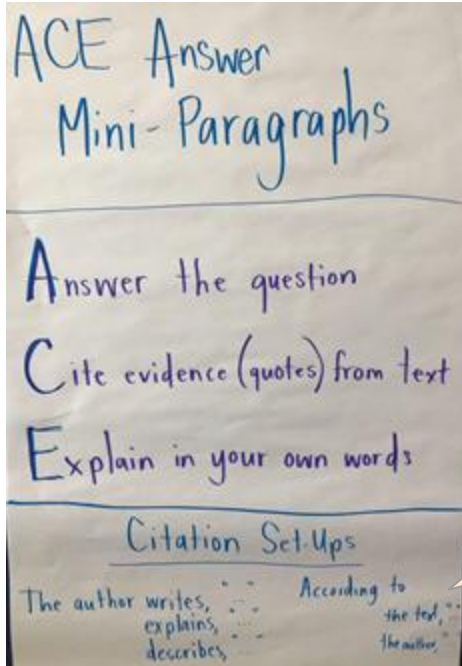 ACE Answer
Mini-Paragraphs
Answer the question
Cite evidence (quotes) from text
Explain in your own words
Citation Set-Ups
The author writes, "..."
explains, "..."
describes, "..."
According to
the text, "
the author, "